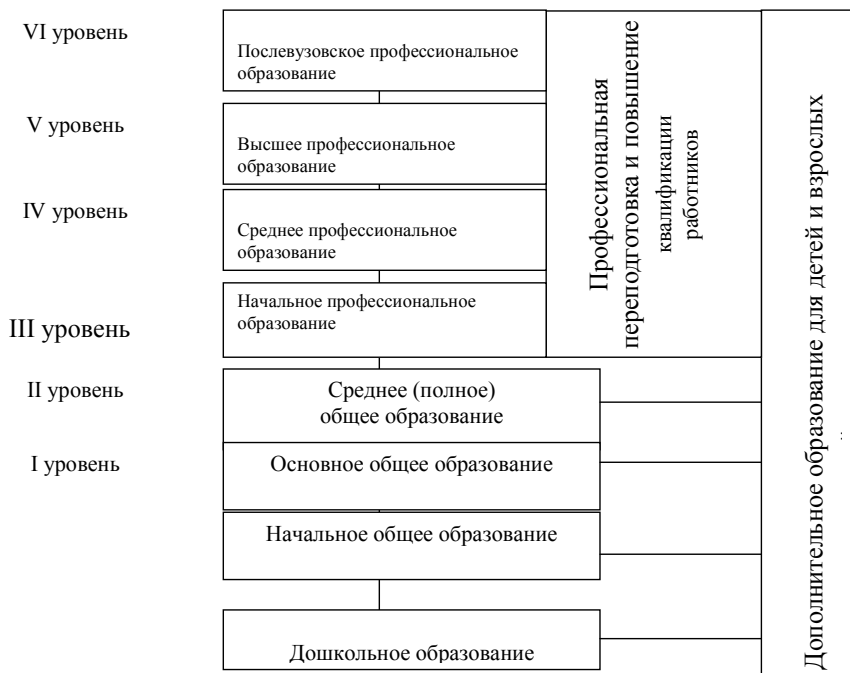 VI уровень
Послевузовское профессиональное
образование
V уровень
Высшее профессиональное
образование
IV уровень
Среднее профессиональное
образование
III уровень
Начальное профессиональное
образование
II уровень
Среднее (полное)
общее образование
I уровень
Основное общее образование
Начальное общее образование
Дошкольное образование
Профессиональная
переподготовка и повышение
квалификации
работников
Дополнительное образование для детей и взрослых